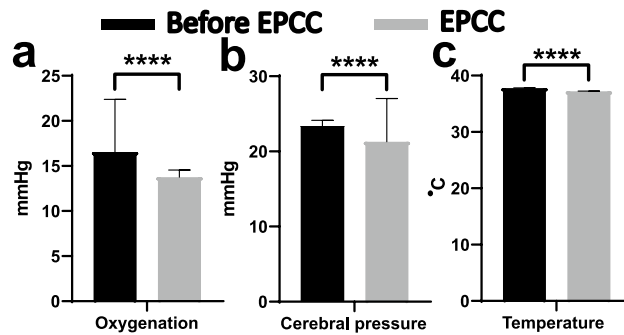 Before EPCC EPCC
a b c
**** **** ****
25
20
15
10
5
0
mmHg
Oxygenation
30
20
10
0
mmHg
Cerebral pressure
40
30
20
10
0
°C
Temperature